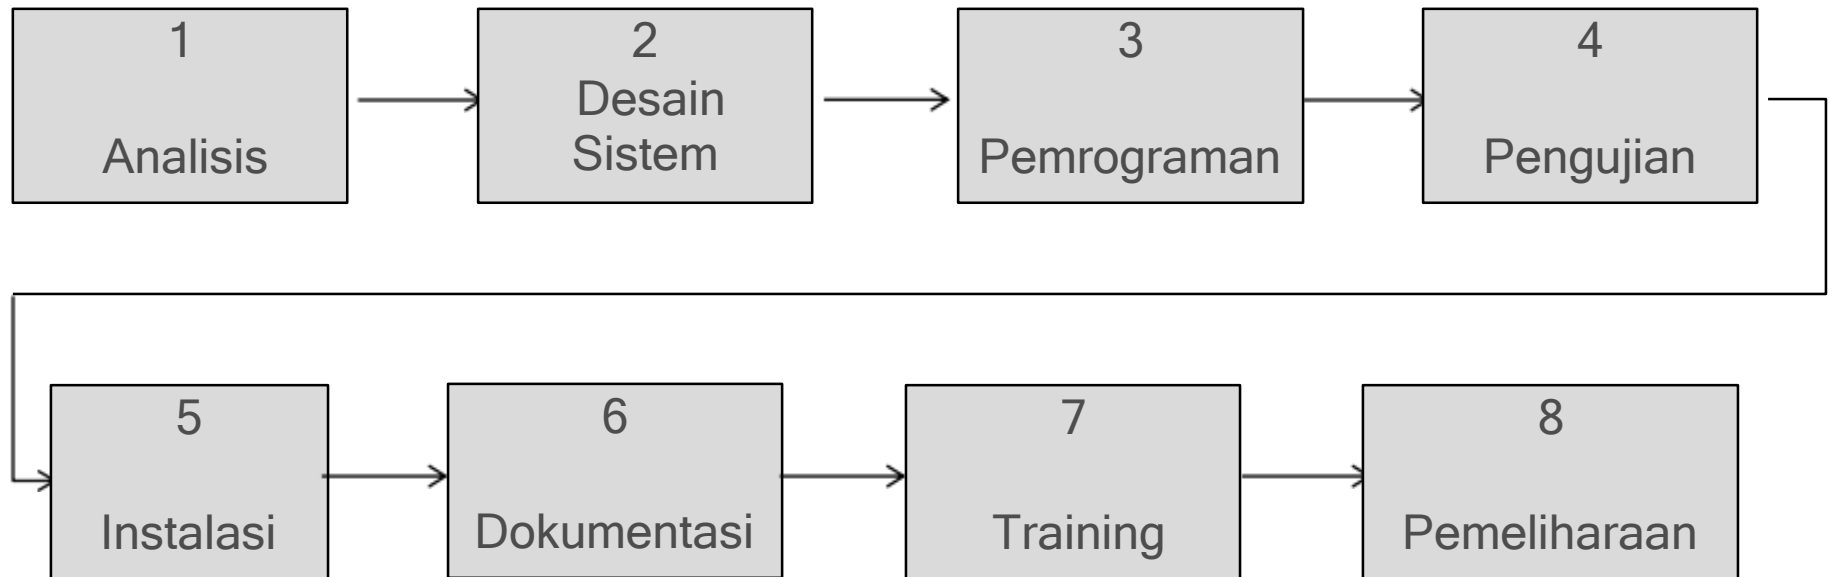 1
Analisis
2
Desain
Sistem
3
Pemrograman
4
Pengujian
5
Instalasi
6
Dokumentasi
7
Training
8
Pemeliharaan